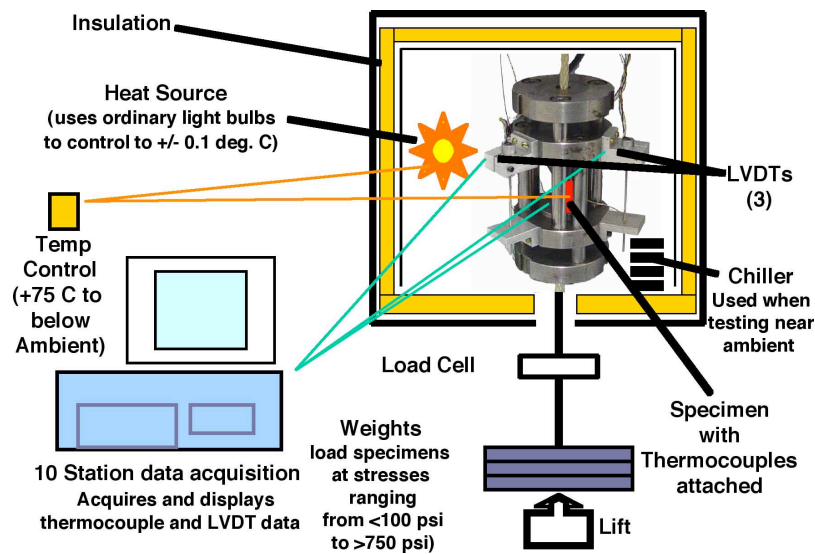 Insulation
Heat Source
(uses ordinary light bulbs
to control to +/- 0.1 deg. C)
LVDTs
(3)
Temp
Control
(+75 C to
below
Ambient)
Chiller
Used when
testing near
ambient
Load Cell
Specimen
with
Thermocouples
attached
Weights
load specimens
at stresses
ranging
from <100 psi
to >750 psi)
10 Station data acquisition
Acquires and displays
thermocouple and LVDT data
Lift